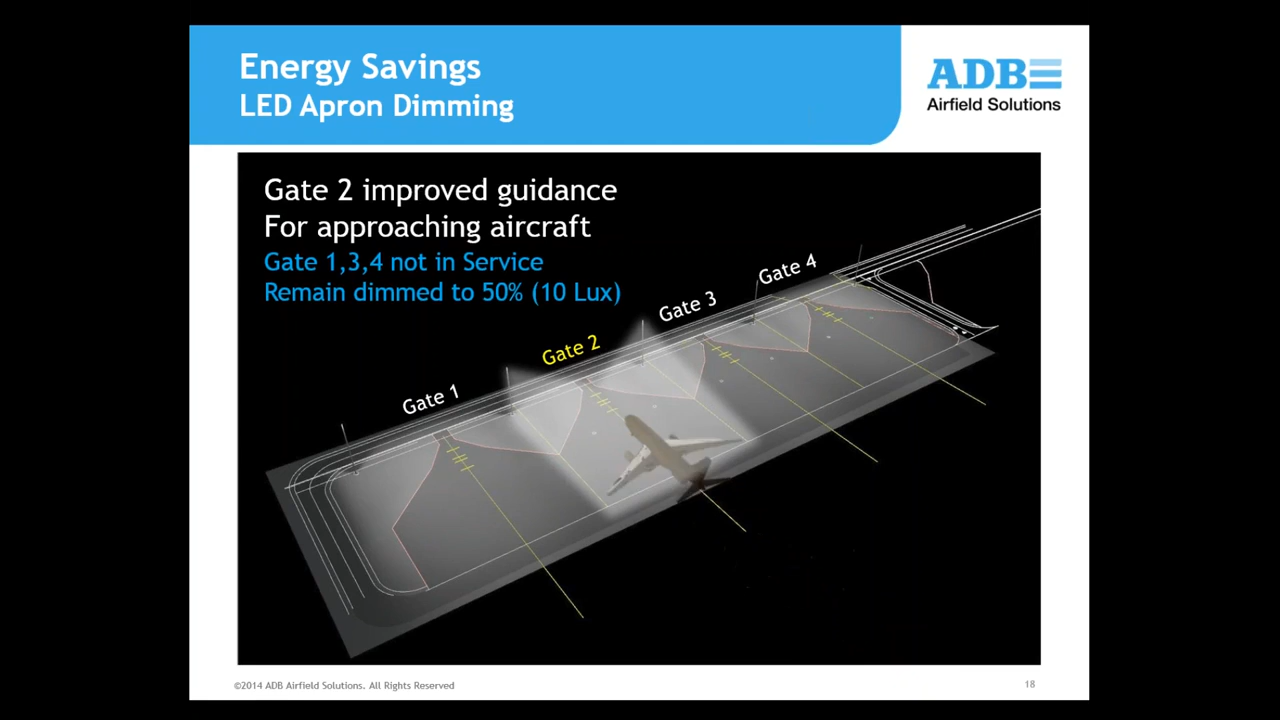 Energy Savings
LED Apron Dimming
ADB
Airfield Solutions
Gate 2 improved guidance
For approaching aircraft
Gate 1,3,4 not in Service
Remain dimmed to 50% (10 Lux)
Gate 4
Gate 3
Gate 2
Gate 1
©2014 ADB Airfield Solutions. All Rights Reserved
18